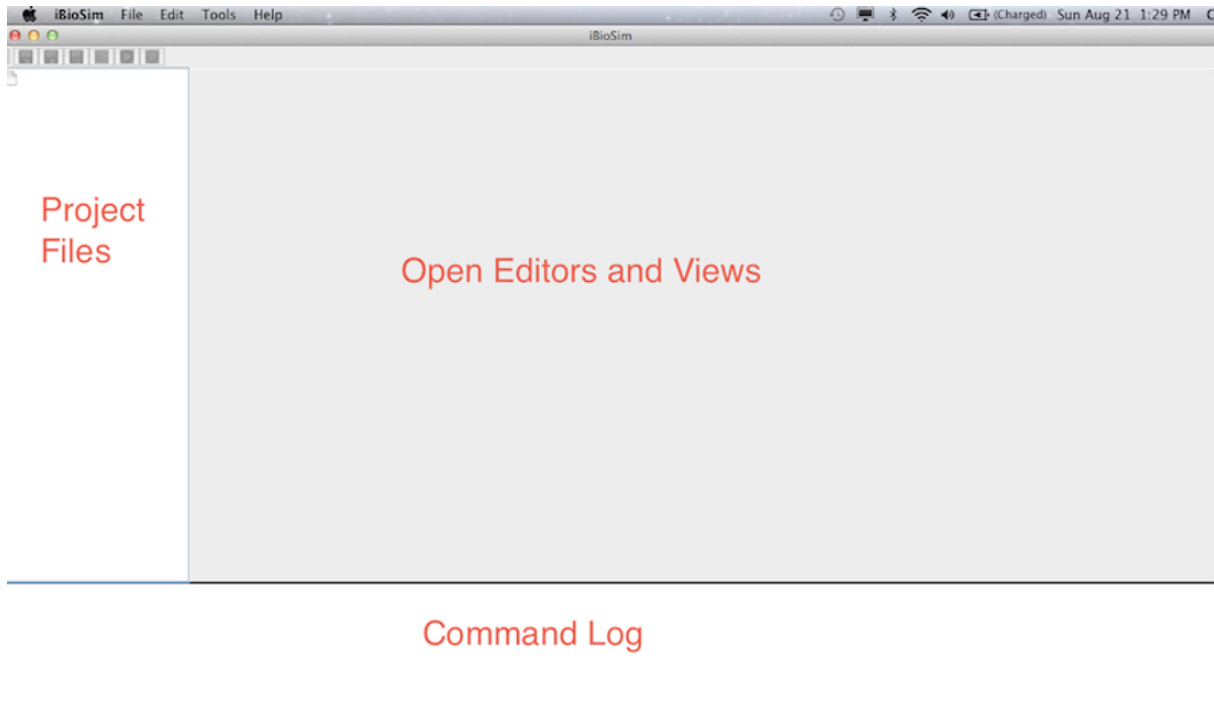 iBioSim File Edit Tools Help (Charged) Sun Aug 21 1:29 PM
iBioSim
Project
Files
Open Editors and Views
Command Log